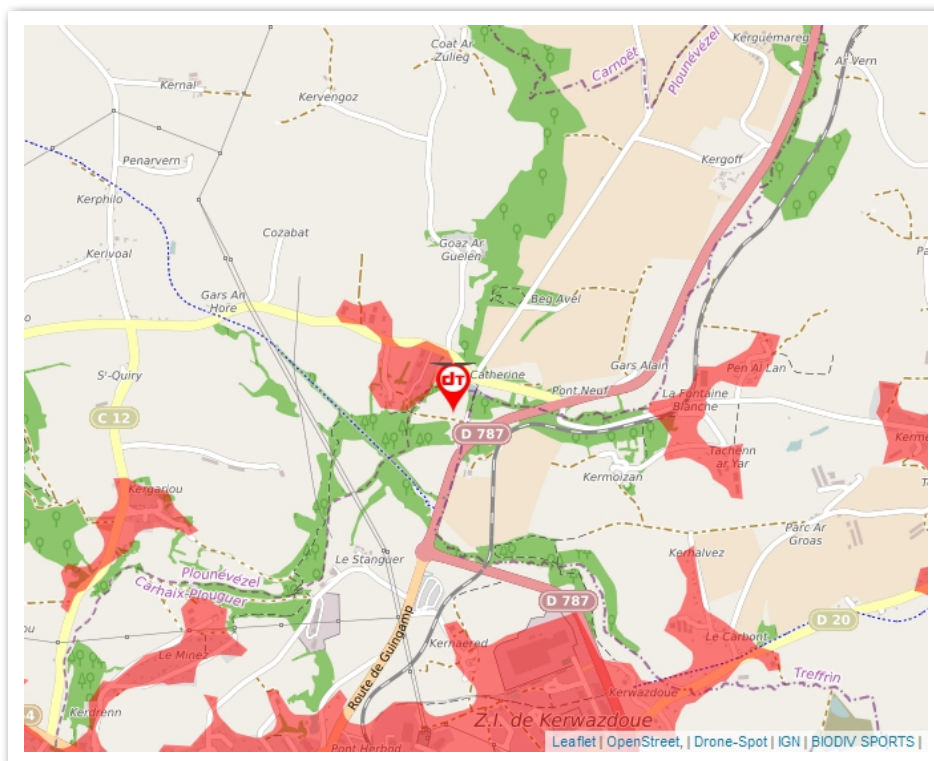 Coat Ar
Zulieg
Kerguémareg
Carnoët
Plounévézel
Ar Vern
Kernal
Kervengoz
Penarvern
Kergoff
Kerphilo
Cozabat
Goaz Ar
Guelen
Kerivoal
Gars An
Hore
Beg Avel
Catherine
dT
Gars Alain
Pen Al Lan
S'-Quiry
Pont Neuf
La Fontaine
Blanche
C 12
D 787
Tachenn
ar Yar
Kermoizan
Kergariou
Parc Ar
Groas
Le Stanguer
Kerhalvez
Plounévézel
Carhaix-Plouguer
D 787
D 20
Route de Guingamp
Kernaered
Le Carbont
Le Minez
Treffrin
Kerwazdoue
Kerdrenn
4
Z.I. de Kerwazdoue
Pont Herbod
Leaflet | OpenStreet, | Drone-Spot | IGN | BIODIV SPORTS |